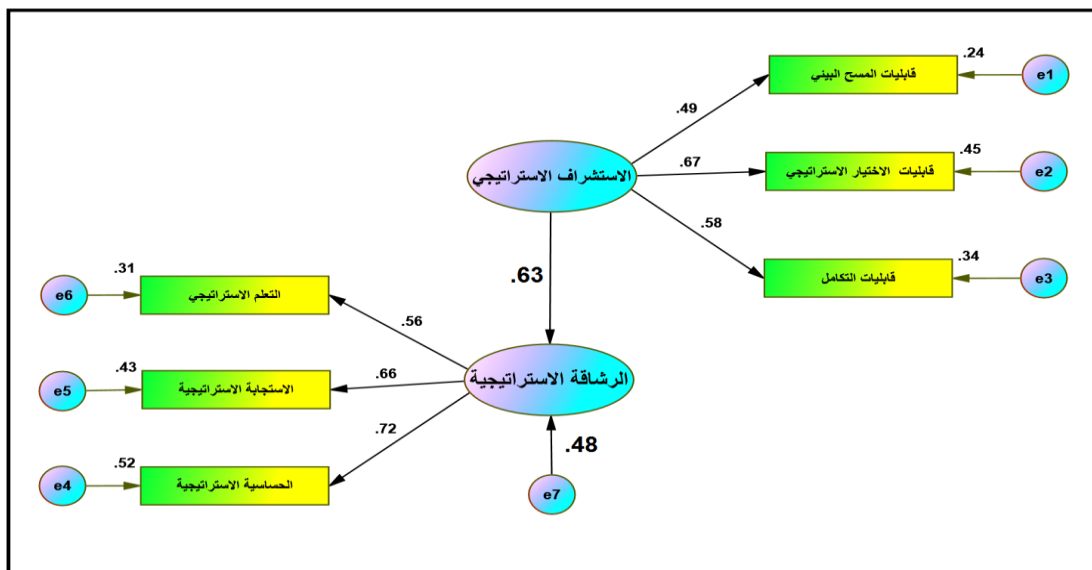 .24
قابليات المسح البيني
e1
.49
.67
.45
الاستشراف الاستراتيجي
قابليات الاختيار الاستراتيجي
e2
.58
.34
قابليات التكامل
e3
.63
.31
التعلم الاستراتيجي
e6
.56
.43
.66
الاستجابة الاستراتيجية
e5
الرشاقة الاستراتيجية
.72
.48
.52
الحساسية الاستراتيجية
e4
e7